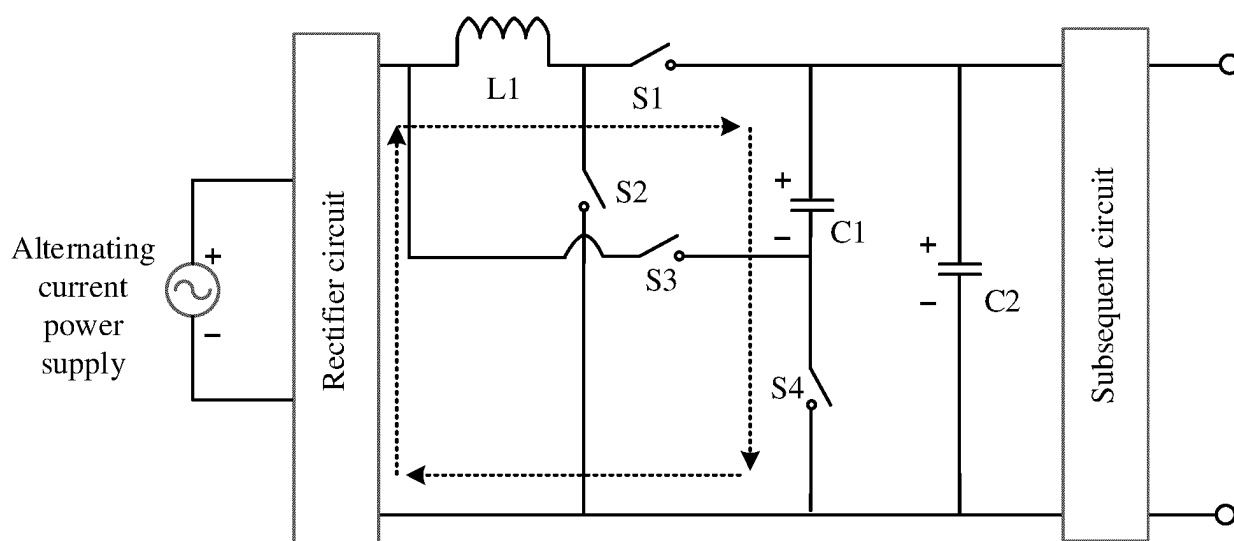 L1
S1
S2
S3
S4
+
−
C1
+
−
C2
Alternating
current
power
supply
+
−
Rectifier circuit
Subsequent circuit